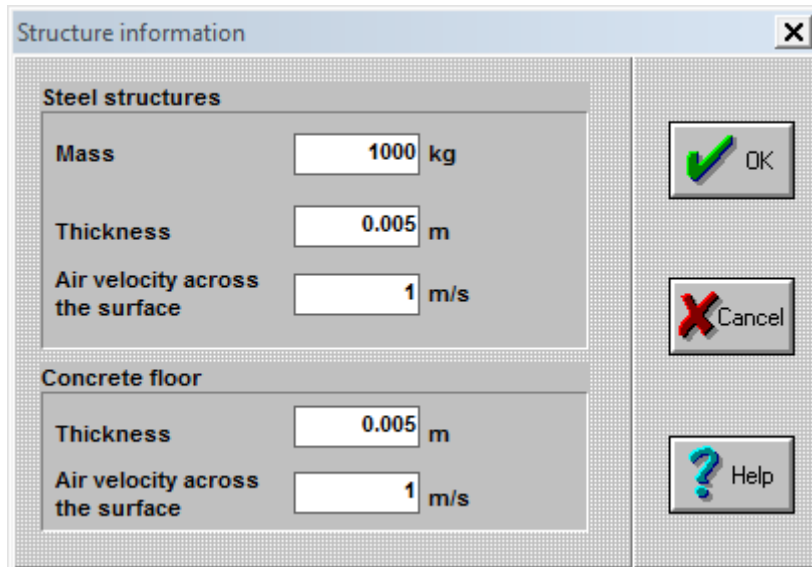 Structure information
Steel structures
Mass 1000 kg
Thickness 0.005 m
Air velocity across
the surface 1 m/s
Concrete floor
Thickness 0.005 m
Air velocity across
the surface 1 m/s
OK
Cancel
Help